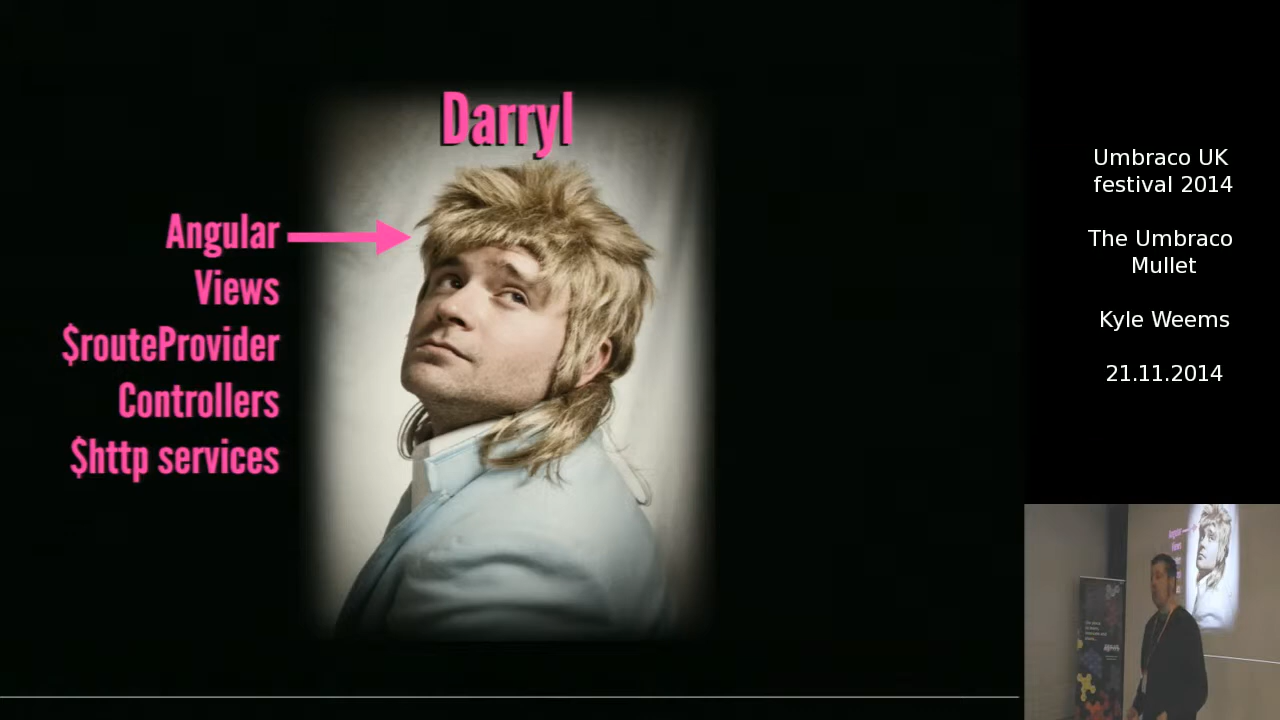 Darryl
Angular
Views
$routeProvider
Controllers
$http services
Umbraco UK
festival 2014
The Umbraco
Mullet
Kyle Weems
21.11.2014